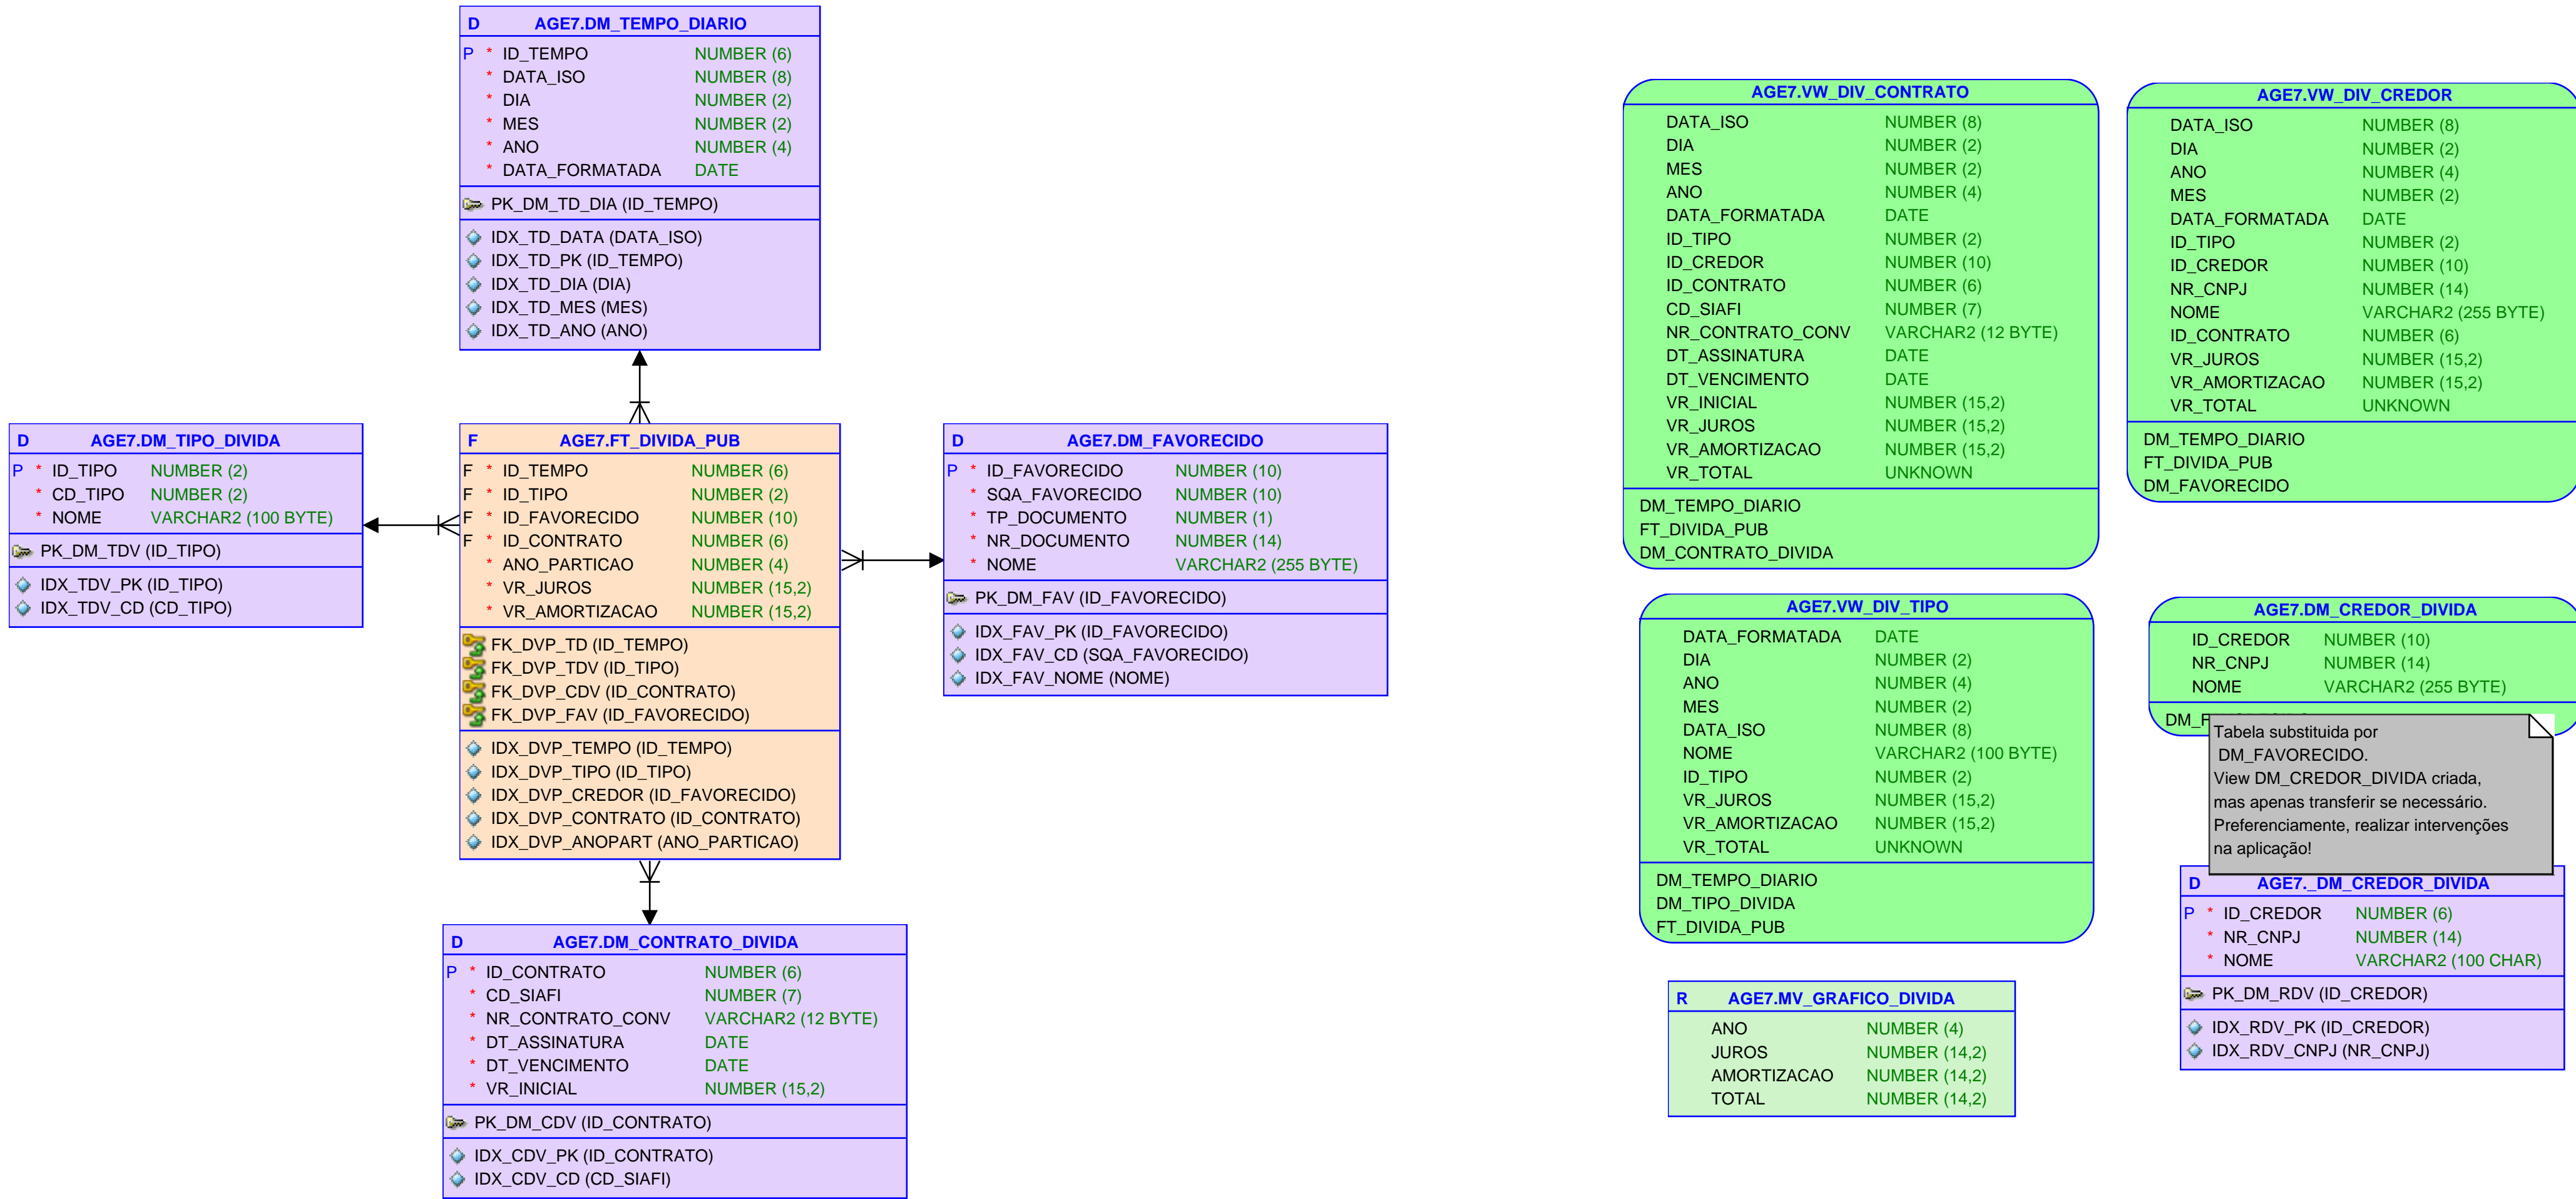 D AGE7.DM_TEMPO_DIARIO
P * ID_TEMPO NUMBER (6)
* DATA_ISO NUMBER (8)
* DIA NUMBER (2)
* MES NUMBER (2)
* ANO NUMBER (4)
* DATA_FORMATADA DATE
PK_DM_TD_DIA (ID_TEMPO)
IDX_TD_DATA (DATA_ISO)
IDX_TD_PK (ID_TEMPO)
IDX_TD_DIA (DIA)
IDX_TD_MES (MES)
IDX_TD_ANO (ANO)
D AGE7.DM_TIPO_DIVIDA
P * ID_TIPO NUMBER (2)
* CD_TIPO NUMBER (2)
* NOME VARCHAR2 (100 BYTE)
PK_DM_TDV (ID_TIPO)
IDX_TDV_PK (ID_TIPO)
IDX_TDV_CD (CD_TIPO)
F AGE7.FT_DIVIDA_PUB
F * ID_TEMPO NUMBER (6)
F * ID_TIPO NUMBER (2)
F * ID_FAVORECIDO NUMBER (10)
F * ID_CONTRATO NUMBER (6)
* ANO_PARTICAO NUMBER (4)
* VR_JUROS NUMBER (15,2)
* VR_AMORTIZACAO NUMBER (15,2)
FK_DVP_TD (ID_TEMPO)
FK_DVP_TDV (ID_TIPO)
FK_DVP_CDV (ID_CONTRATO)
FK_DVP_FAV (ID_FAVORECIDO)
IDX_DVP_TEMPO (ID_TEMPO)
IDX_DVP_TIPO (ID_TIPO)
IDX_DVP_CREDOR (ID_FAVORECIDO)
IDX_DVP_CONTRATO (ID_CONTRATO)
IDX_DVP_ANOPART (ANO_PARTICAO)
D AGE7.DM_FAVORECIDO
P * ID_FAVORECIDO NUMBER (10)
* SQA_FAVORECIDO NUMBER (10)
* TP_DOCUMENTO NUMBER (1)
* NR_DOCUMENTO NUMBER (14)
* NOME VARCHAR2 (255 BYTE)
PK_DM_FAV (ID_FAVORECIDO)
IDX_FAV_PK (ID_FAVORECIDO)
IDX_FAV_CD (SQA_FAVORECIDO)
IDX_FAV_NOME (NOME)
D AGE7.DM_CONTRATO_DIVIDA
P * ID_CONTRATO NUMBER (6)
* CD_SIAFI NUMBER (7)
* NR_CONTRATO_CONV VARCHAR2 (12 BYTE)
* DT_ASSINATURA DATE
* DT_VENCIMENTO DATE
* VR_INICIAL NUMBER (15,2)
PK_DM_CDV (ID_CONTRATO)
IDX_CDV_PK (ID_CONTRATO)
IDX_CDV_CD (CD_SIAFI)
AGE7.VW_DIV_CONTRATO
DATA_ISO NUMBER (8)
DIA NUMBER (2)
MES NUMBER (2)
ANO NUMBER (4)
DATA_FORMATADA DATE
ID_TIPO NUMBER (2)
ID_CREDOR NUMBER (10)
ID_CONTRATO NUMBER (6)
CD_SIAFI NUMBER (7)
NR_CONTRATO_CONV VARCHAR2 (12 BYTE)
DT_ASSINATURA DATE
DT_VENCIMENTO DATE
VR_INICIAL NUMBER (15,2)
VR_JUROS NUMBER (15,2)
VR_AMORTIZACAO NUMBER (15,2)
VR_TOTAL UNKNOWN
DM_TEMPO_DIARIO
FT_DIVIDA_PUB
DM_CONTRATO_DIVIDA
AGE7.VW_DIV_CREDOR
DATA_ISO NUMBER (8)
DIA NUMBER (2)
ANO NUMBER (4)
MES NUMBER (2)
DATA_FORMATADA DATE
ID_TIPO NUMBER (2)
ID_CREDOR NUMBER (10)
NR_CNPJ NUMBER (14)
NOME VARCHAR2 (255 BYTE)
ID_CONTRATO NUMBER (6)
VR_JUROS NUMBER (15,2)
VR_AMORTIZACAO NUMBER (15,2)
VR_TOTAL UNKNOWN
DM_TEMPO_DIARIO
FT_DIVIDA_PUB
DM_FAVORECIDO
AGE7.VW_DIV_TIPO
DATA_FORMATADA DATE
DIA NUMBER (2)
ANO NUMBER (4)
MES NUMBER (2)
DATA_ISO NUMBER (8)
NOME VARCHAR2 (100 BYTE)
ID_TIPO NUMBER (2)
VR_JUROS NUMBER (15,2)
VR_AMORTIZACAO NUMBER (15,2)
VR_TOTAL UNKNOWN
DM_TEMPO_DIARIO
DM_TIPO_DIVIDA
FT_DIVIDA_PUB
AGE7.DM_CREDOR_DIVIDA
ID_CREDOR NUMBER (10)
NR_CNPJ NUMBER (14)
NOME VARCHAR2 (255 BYTE)
Tabela substituida por
DM_FAVORECIDO.
View DM_CREDOR_DIVIDA criada,
mas apenas transferir se necessário.
Preferenciamente, realizar intervenções
na aplicação!
D AGE7._DM_CREDOR_DIVIDA
P * ID_CREDOR NUMBER (6)
* NR_CNPJ NUMBER (14)
* NOME VARCHAR2 (100 CHAR)
PK_DM_RDV (ID_CREDOR)
IDX_RDV_PK (ID_CREDOR)
IDX_RDV_CNPJ (NR_CNPJ)
R AGE7.MV_GRAFICO_DIVIDA
ANO NUMBER (4)
JUROS NUMBER (14,2)
AMORTIZACAO NUMBER (14,2)
TOTAL NUMBER (14,2)